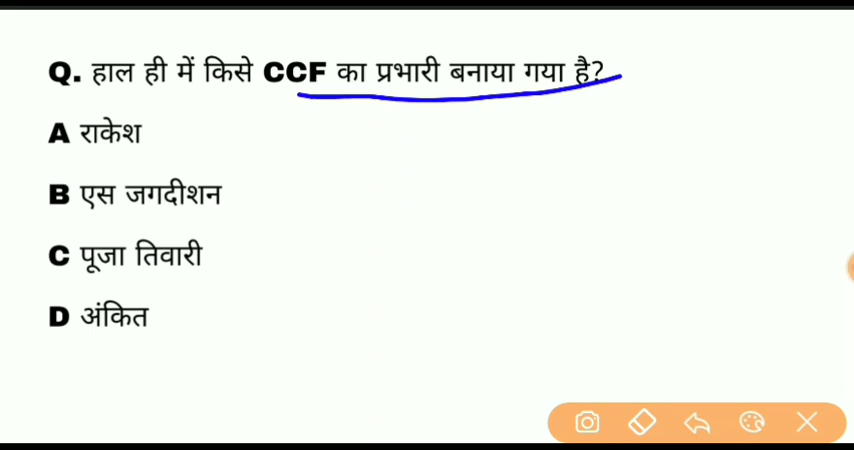 Q. हाल ही में किसे CCF का प्रभारी बनाया गया है?
A राकेश
B एस जगदीशन
C पूजा तिवारी
D अंकित